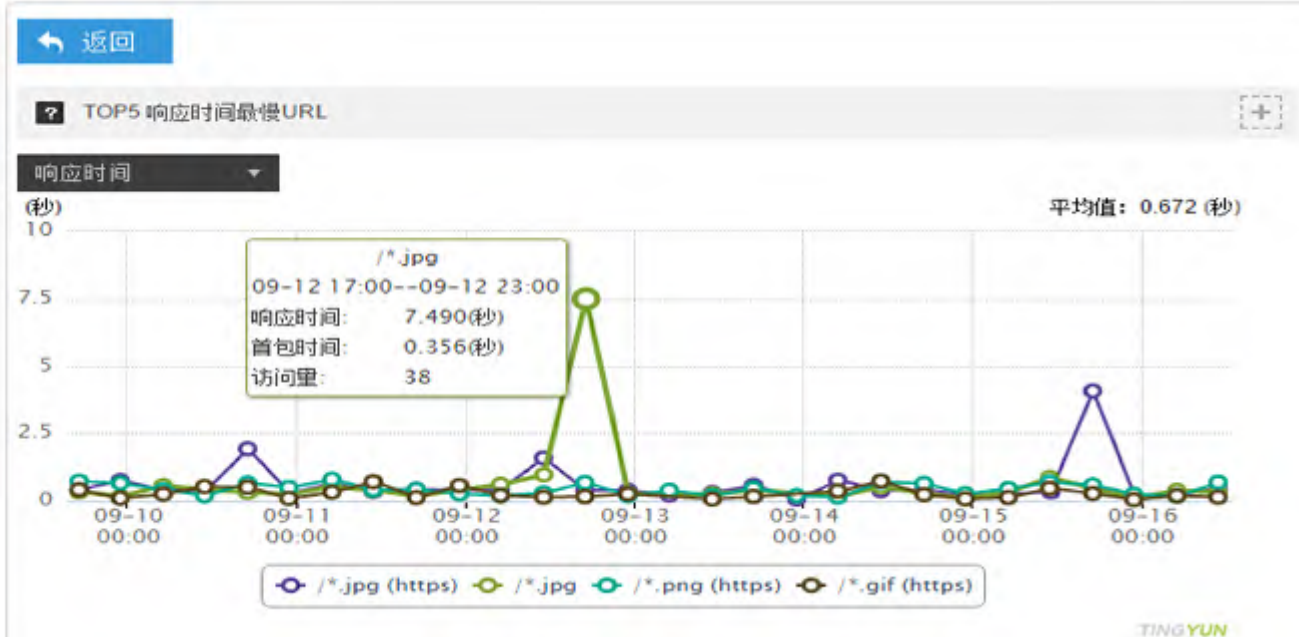 返回
TOP5 响应时间最慢URL
响应时间
(秒)
平均值: 0.672 (秒)
10
7.5
5
2.5
0
/*.jpg
09-12 17:00--09-12 23:00
响应时间: 7.490(秒)
首包时间: 0.356(秒)
访问量: 38
09-10 09-11 09-12 09-13 09-14 09-15 09-16
00:00 00:00 00:00 00:00 00:00 00:00 00:00
/*.jpg (https) /*.jpg /*.png (https) /*.gif (https)
TINGYUN